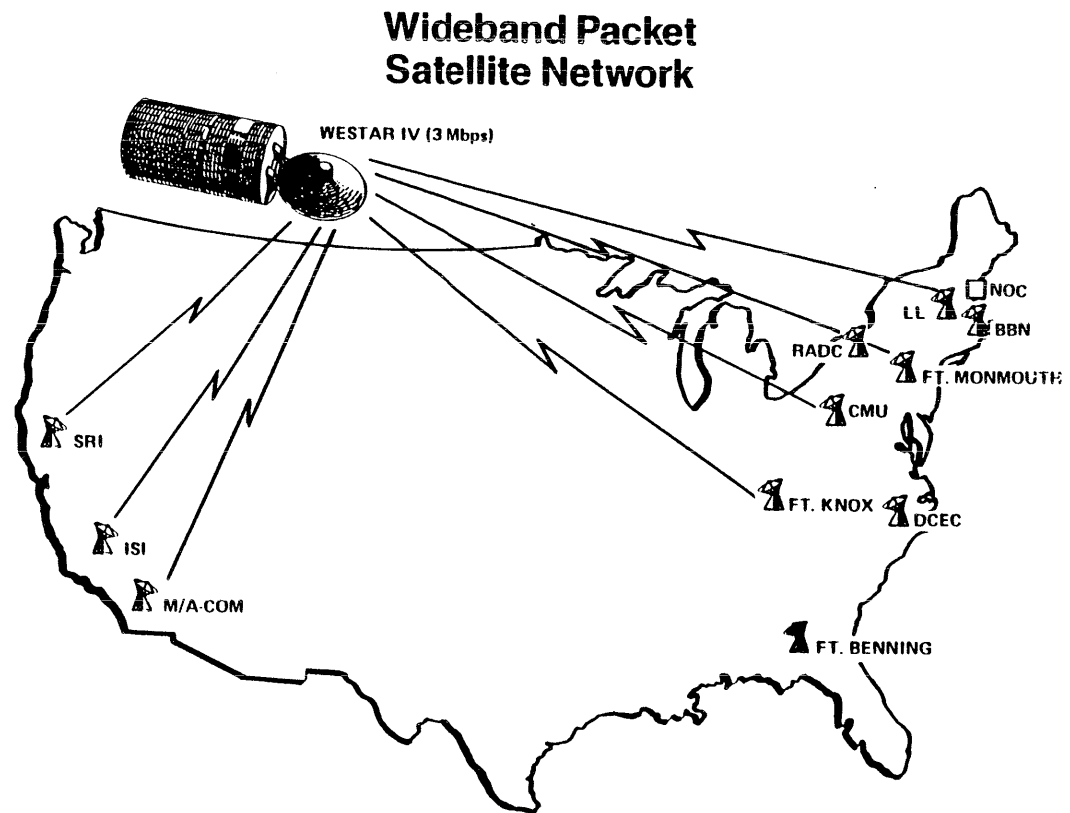 Wideband Packet
Satellite Network
WESTAR IV (3 Mbps)
NOC
LL
BBN
RADC
FT. MONMOUTH
CMU
SRI
FT. KNOX
DCEC
ISI
M/A-COM
FT. BENNING